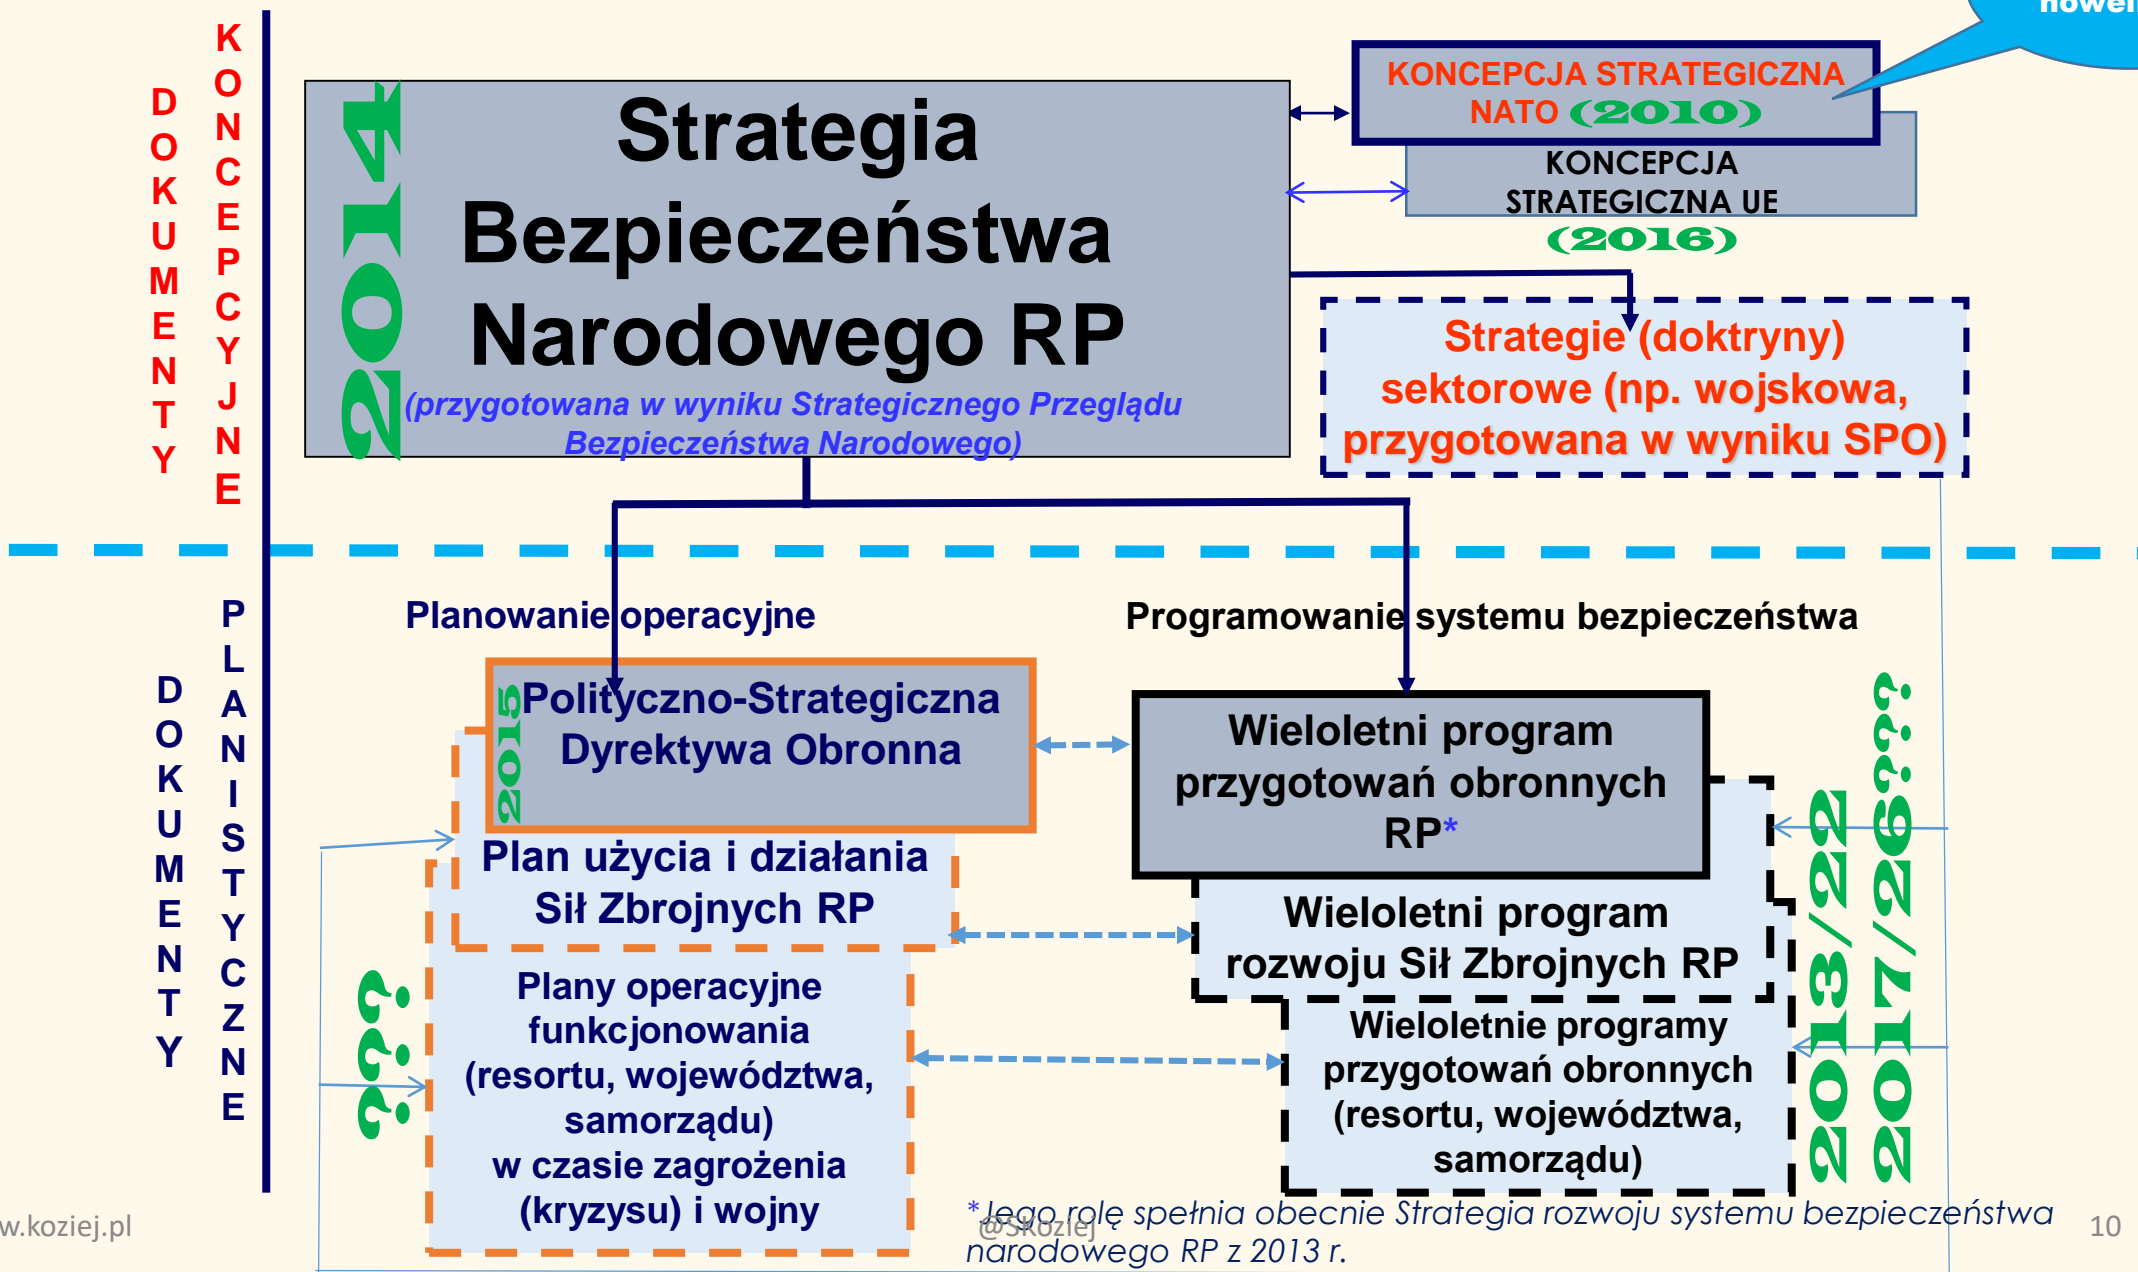 DOKUMENTY
KONCEPCYJNE
2014
Strategia
Bezpieczeństwa
Narodowego RP
(przygotowana w wyniku Strategicznego Przeglądu
Bezpieczeństwa Narodowego)
KONCEPCJA STRATEGICZNA
NATO (2010)
KONCEPCJA
STRATEGICZNA UE
(2016)
Strategie (doktryny)
sektorowe (np. wojskowa,
przygotowana w wyniku SPO)
DOKUMENTY
PLANISTYCZNE
Planowanie operacyjne
Programowanie systemu bezpieczeństwa
2015
Polityczno-Strategiczna
Dyrektywa Obronna
Plan użycia i działania
Sił Zbrojnych RP
???
Plany operacyjne
funkcjonowania
(resortu, województwa,
samorządu)
w czasie zagrożenia
(kryzysu) i wojny
Wieloletni program
przygotowań obronnych
RP*
Wieloletni program
rozwoju Sił Zbrojnych RP
Wieloletnie programy
przygotowań obronnych
(resortu, województwa,
samorządu)
2013/22
2017/26???
*Jego rolę spełnia obecnie Strategia rozwoju systemu bezpieczeństwa
narodowego RP z 2013 r.
w.koziej.pl
@SKoziej
10